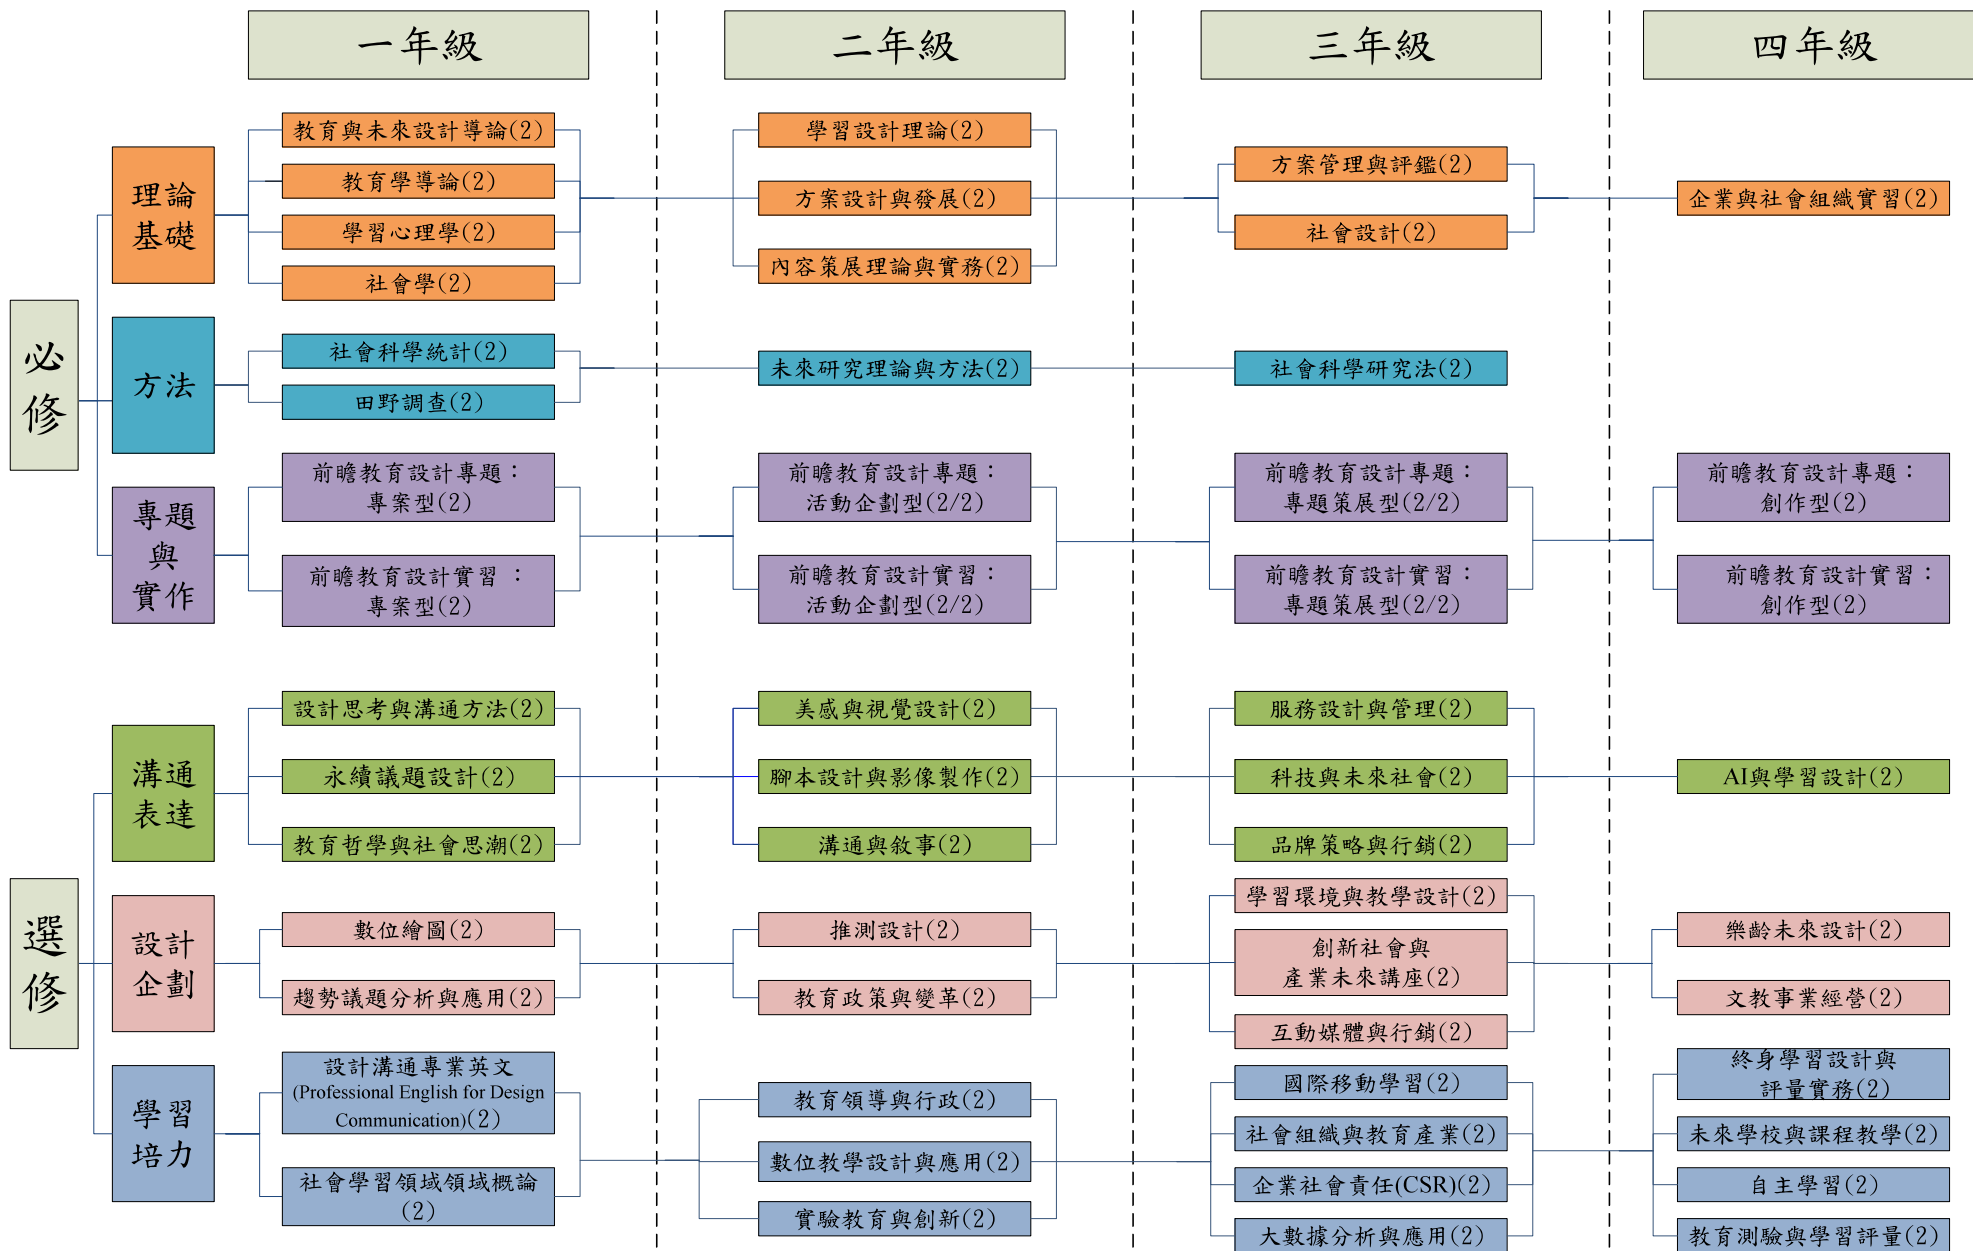 一年級
二年級
三年級
四年級
必
修
理論
基礎
教育與未來設計導論(2)
教育學導論(2)
學習心理學(2)
社會學(2)
學習設計理論(2)
方案設計與發展(2)
內容策展理論與實務(2)
方案管理與評鑑(2)
社會設計(2)
企業與社會組織實習(2)
方法
社會科學統計(2)
田野調查(2)
未來研究理論與方法(2)
社會科學研究法(2)
專題
與
實作
前瞻教育設計專題：
專案型(2)
前瞻教育設計實習 ：
專案型(2)
前瞻教育設計專題：
活動企劃型(2/2)
前瞻教育設計實習：
活動企劃型(2/2)
前瞻教育設計專題：
專題策展型(2/2)
前瞻教育設計實習：
專題策展型(2/2)
前瞻教育設計專題：
創作型(2)
前瞻教育設計實習：
創作型(2)
選
修
溝通
表達
設計思考與溝通方法(2)
永續議題設計(2)
教育哲學與社會思潮(2)
美感與視覺設計(2)
腳本設計與影像製作(2)
溝通與敘事(2)
服務設計與管理(2)
科技與未來社會(2)
品牌策略與行銷(2)
AI與學習設計(2)
設計
企劃
數位繪圖(2)
趨勢議題分析與應用(2)
推測設計(2)
教育政策與變革(2)
學習環境與教學設計(2)
創新社會與
產業未來講座(2)
互動媒體與行銷(2)
樂齡未來設計(2)
文教事業經營(2)
學習
培力
設計溝通專業英文
(Professional English for Design
Communication)(2)
社會學習領域領域概論
(2)
教育領導與行政(2)
數位教學設計與應用(2)
實驗教育與創新(2)
國際移動學習(2)
社會組織與教育產業(2)
企業社會責任(CSR)(2)
大數據分析與應用(2)
終身學習設計與
評量實務(2)
未來學校與課程教學(2)
自主學習(2)
教育測驗與學習評量(2)